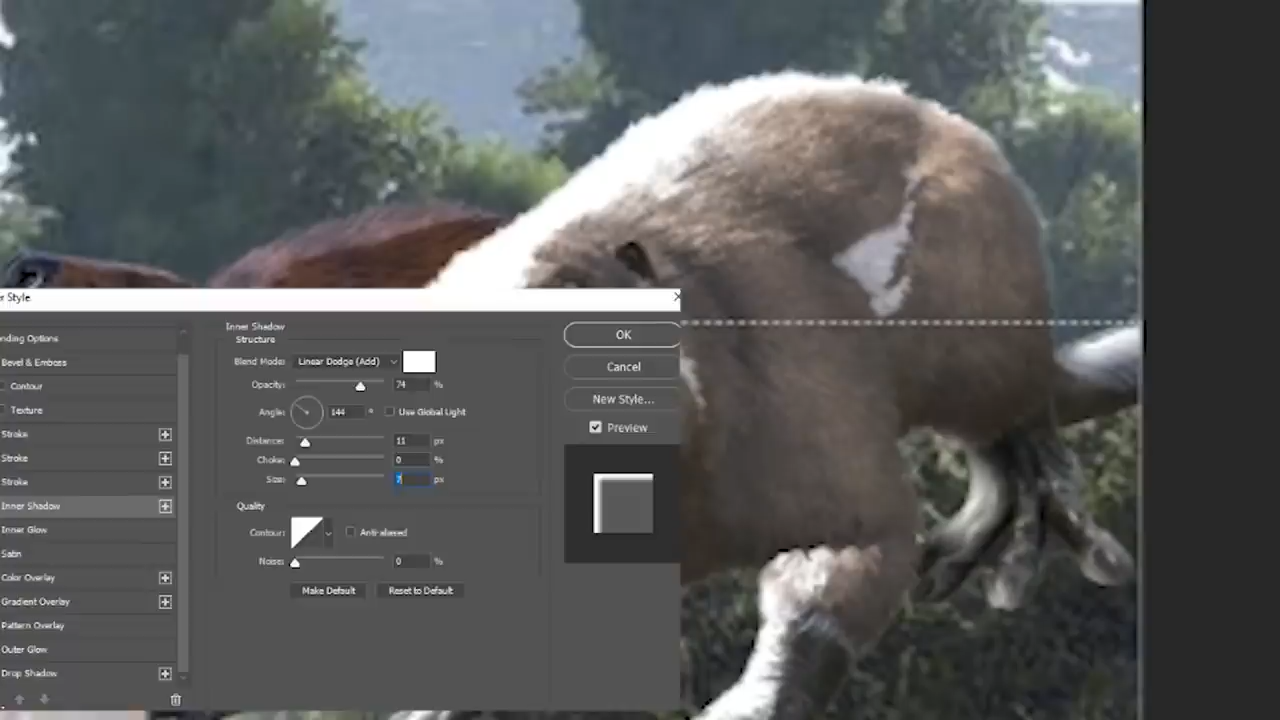 r Style
nding Options
Bevel & Emboss
Contour
Texture
Stroke
Stroke
Stroke
Inner Shadow
Inner Glow
Satin
Color Overlay
Gradient Overlay
Pattern Overlay
Outer Glow
Drop Shadow
Inner Shadow
Structure
Blend Mode: Linear Dodge (Add)
Opacity: 74 %
Angle: 144 ° Use Global Light
Distance: 11 px
Choke: 0 %
Size: 7 px
Quality
Contour: Anti-aliased
Noise: 0 %
Make Default Reset to Default
OK
Cancel
New Style...
Preview